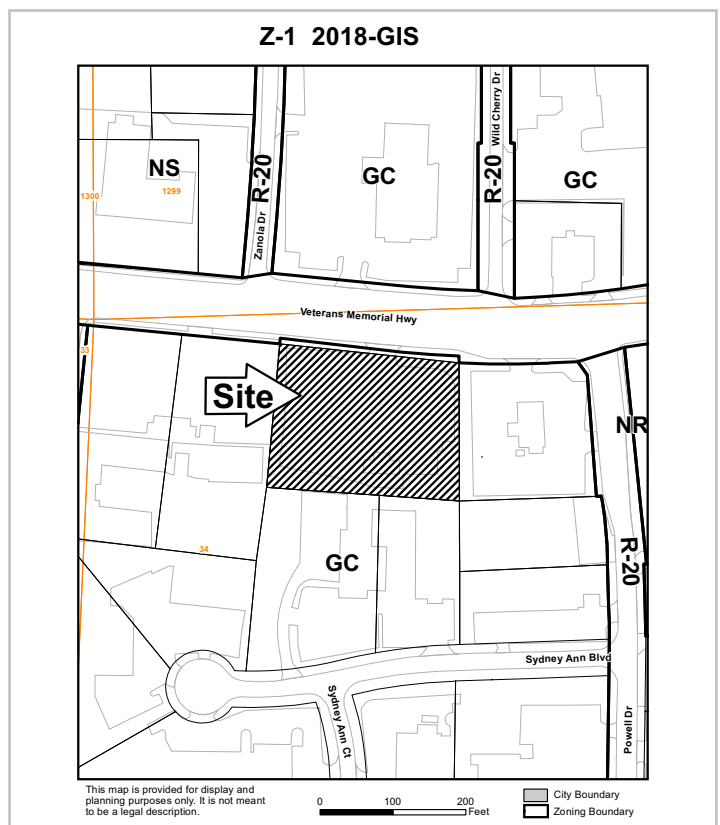 Z-1 2018-GIS
Wild Cherry Dr
NS
R-20
GC
R-20
GC
1300
1299
Zanola Dr
Veterans Memorial Hwy
33
Site
NR
34
GC
R-20
Sydney Ann Blvd
Sydney Ann Ct
Powell Dr
This map is provided for display and
planning purposes only. It is not meant
to be a legal description.
0 100 200
Feet
City Boundary
Zoning Boundary